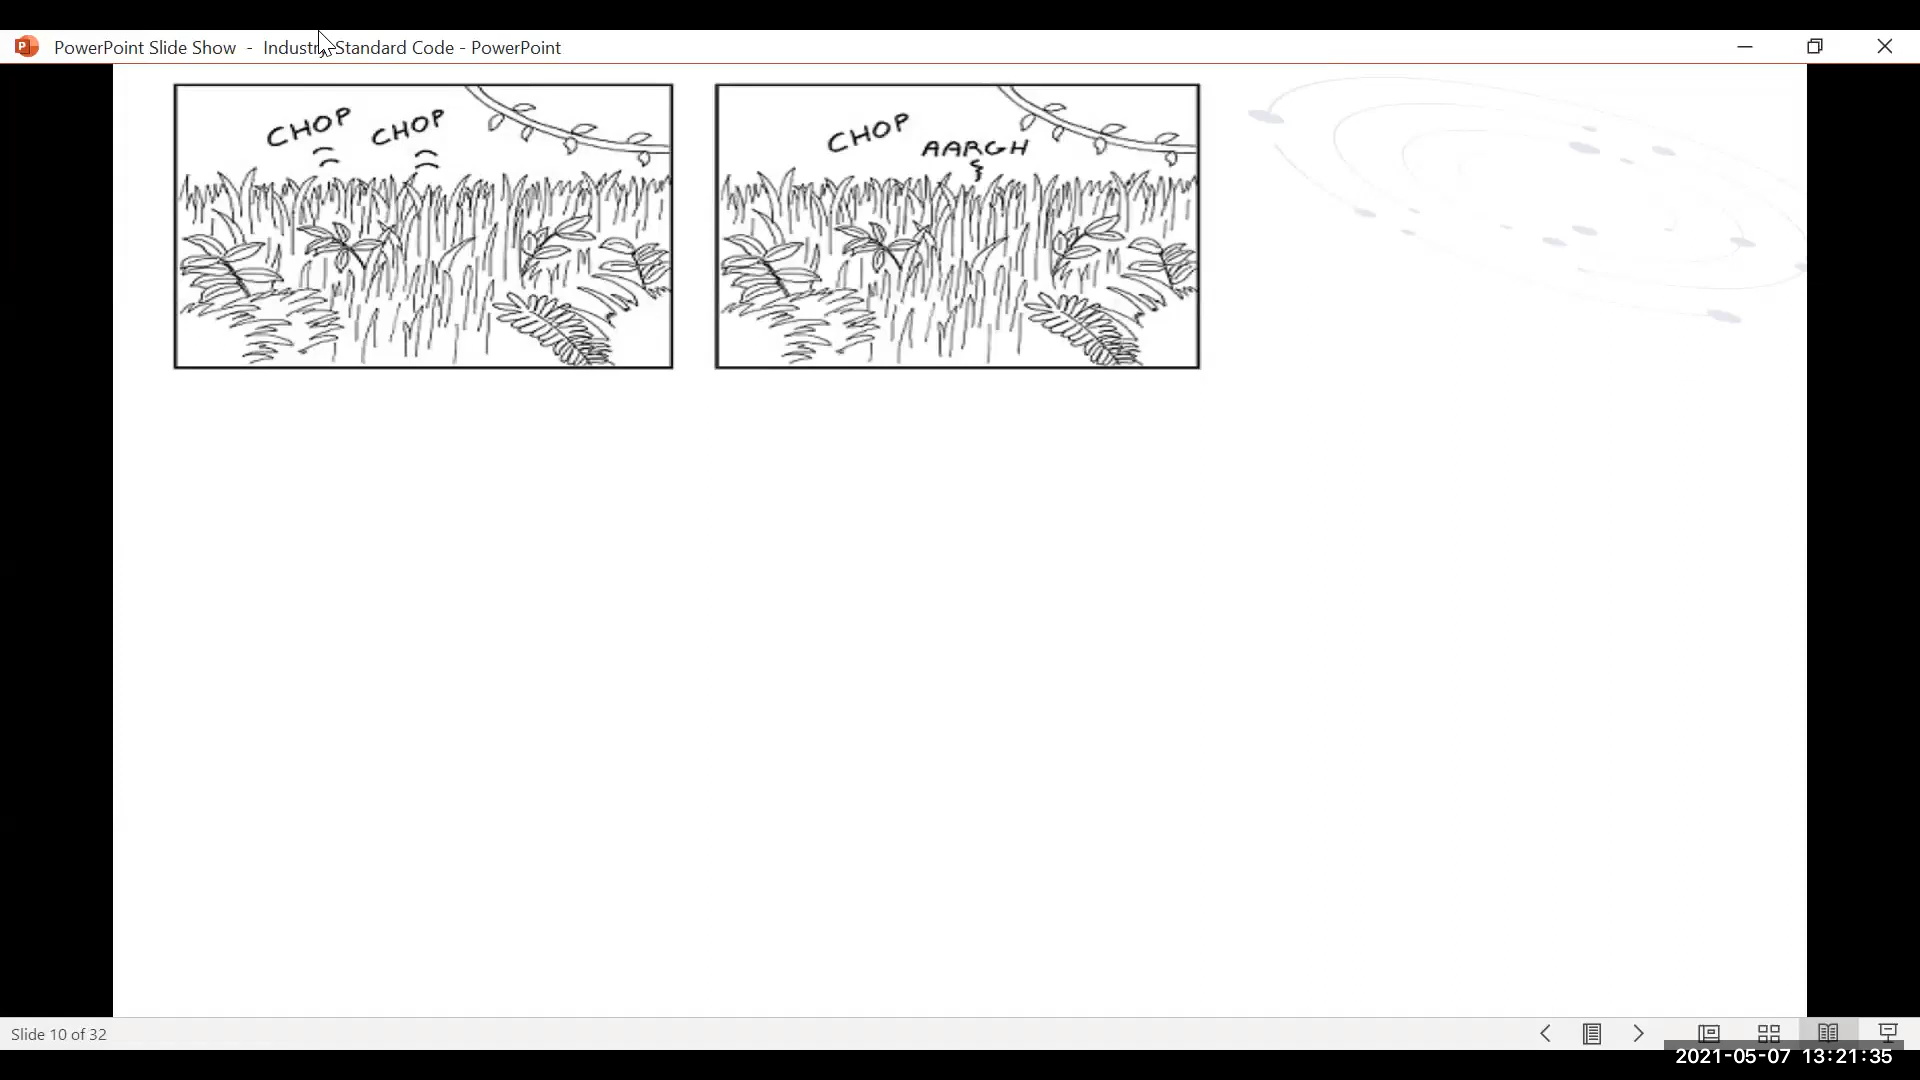 PowerPoint Slide Show - Industry Standard Code - PowerPoint
CHOP CHOP
CHOP
AARGH
Slide 10 of 32
2021-05-07 13:21:35